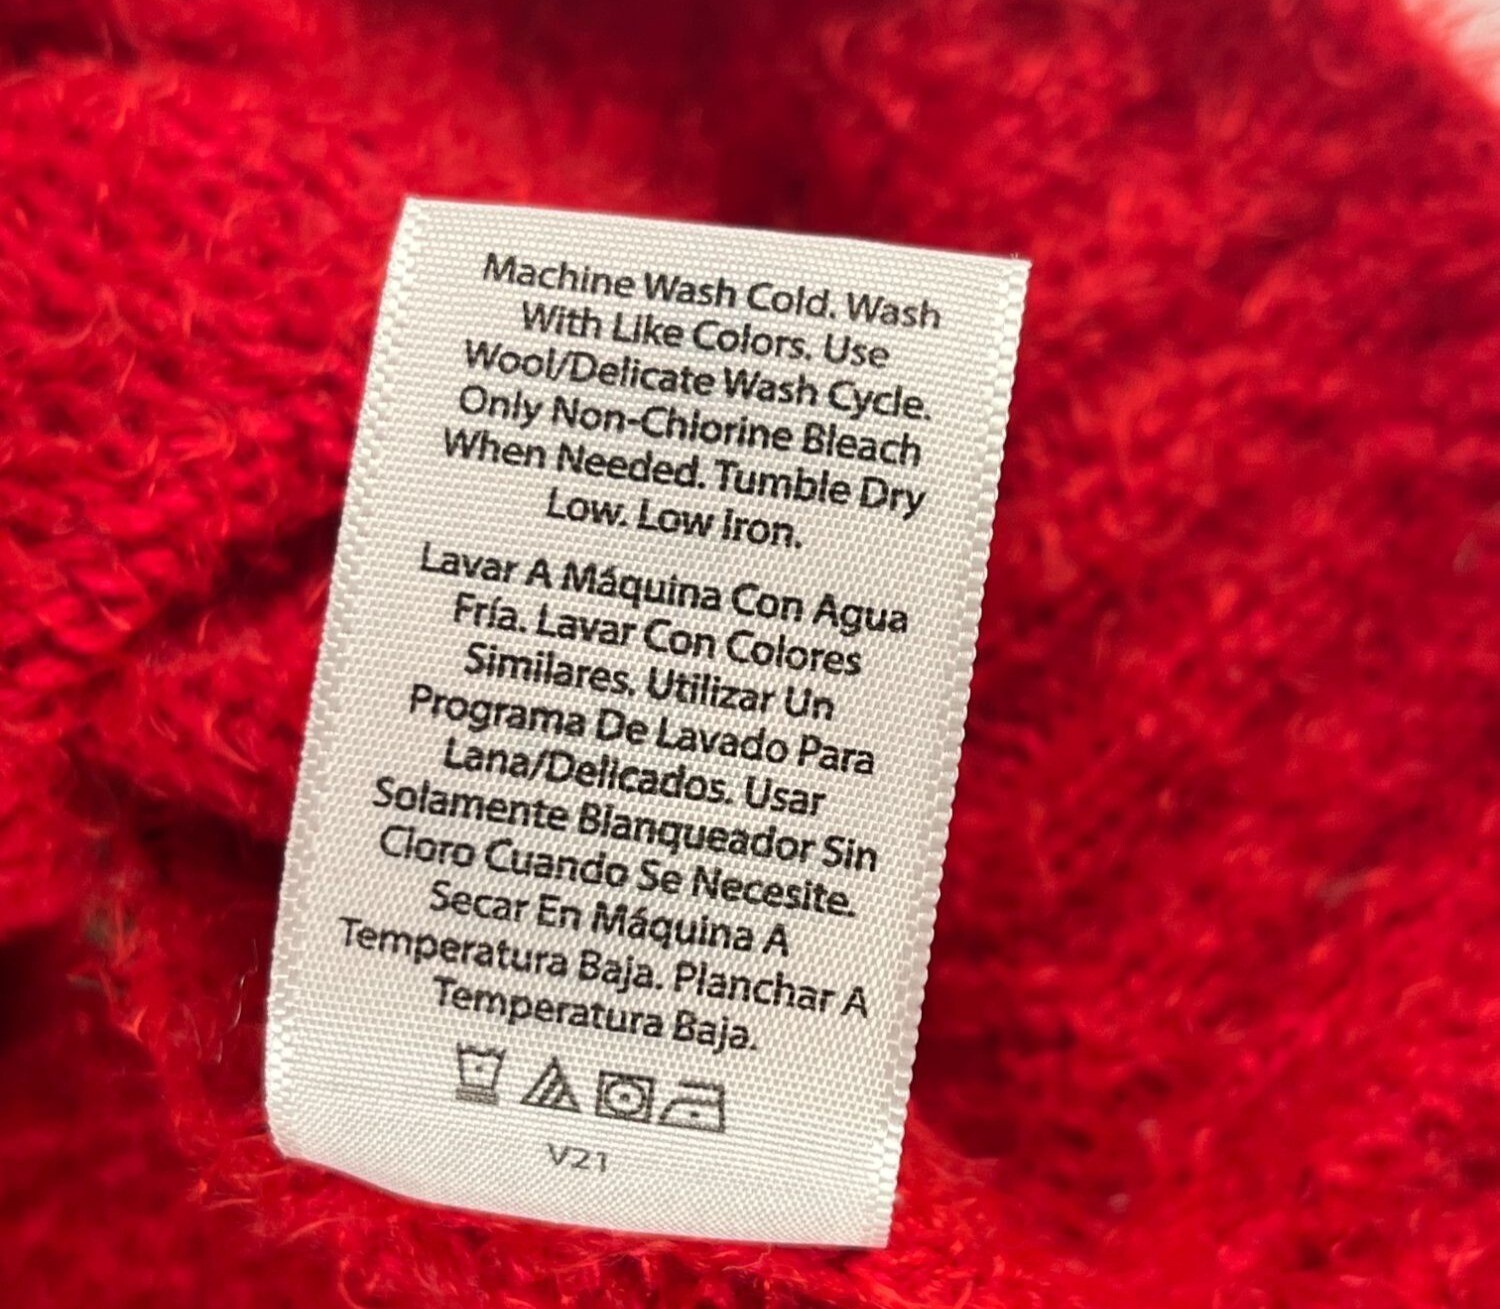 Machine Wash Cold. Wash
With Like Colors. Use
Wool/Delicate Wash Cycle.
Only Non-Chlorine Bleach
When Needed. Tumble Dry
Low. Low Iron.
Lavar A Máquina Con Agua
Fría. Lavar Con Colores
Similares. Utilizar Un
Programa De Lavado Para
Lana/Delicados. Usar
Solamente Blanqueador Sin
Cloro Cuando Se Necesite.
Secar En Máquina A
Temperatura Baja. Planchar A
Temperatura Baja.
V21